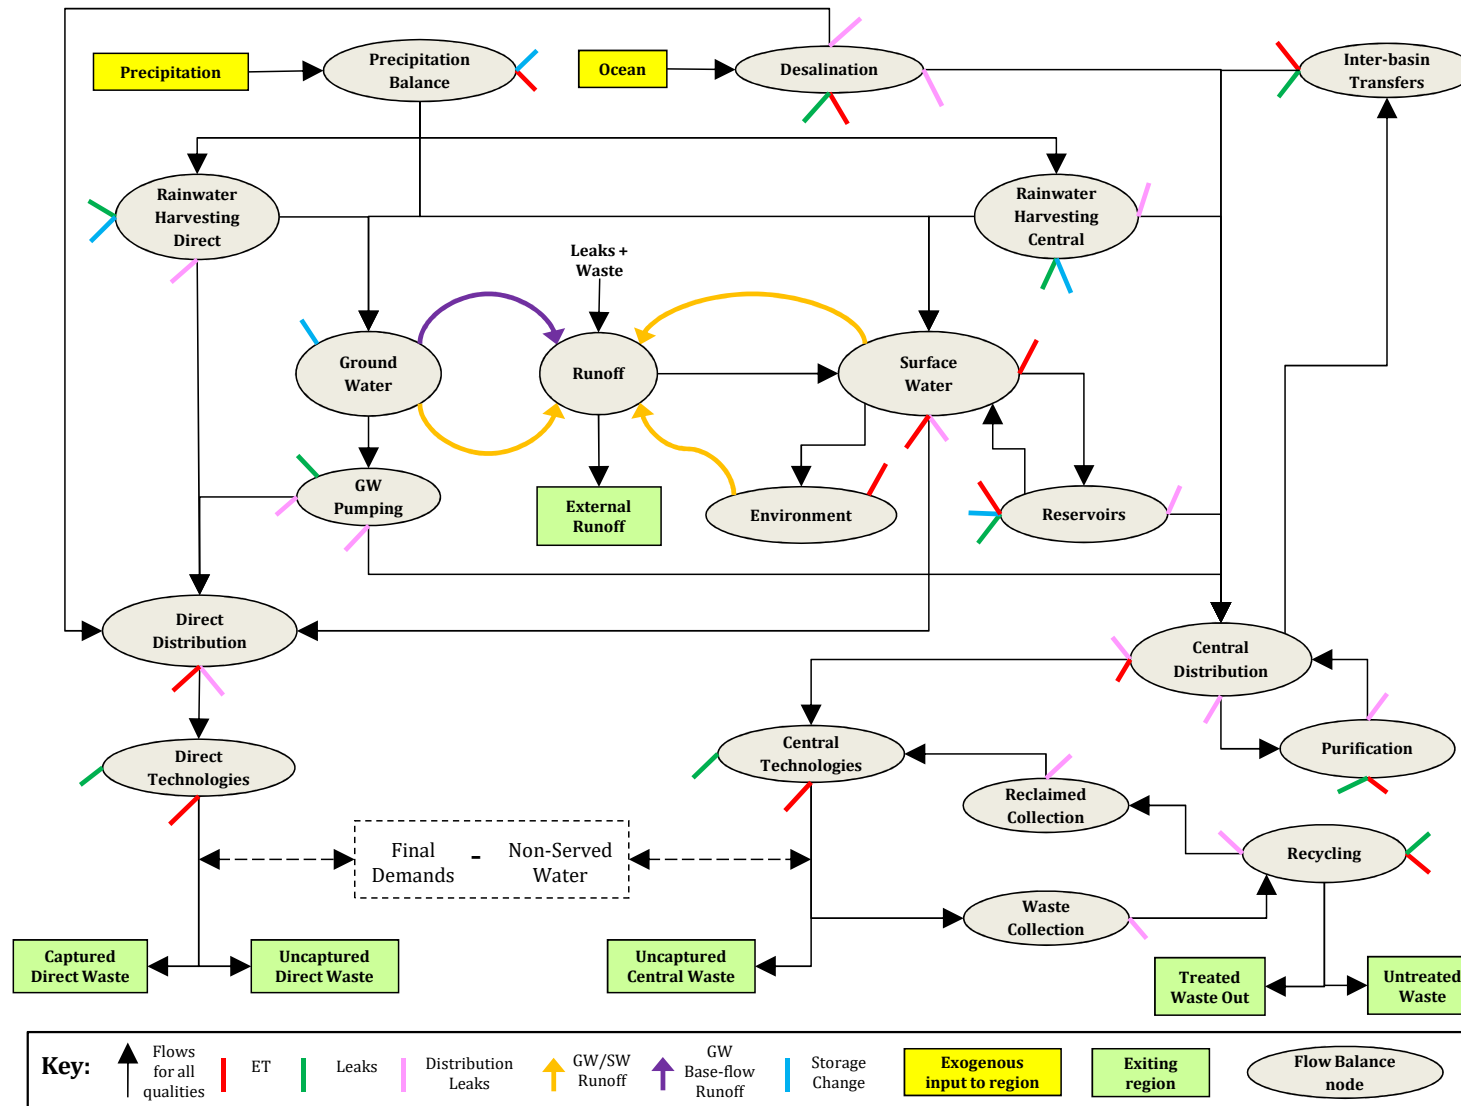 Precipitation
Precipitation
Balance
Ocean
Desalination
Inter-basin
Transfers
Rainwater
Harvesting
Direct
Rainwater
Harvesting
Central
Leaks +
Waste
Ground
Water
Runoff
Surface
Water
GW
Pumping
External
Runoff
Environment
Reservoirs
Direct
Distribution
Central
Distribution
Direct
Technologies
Central
Technologies
Purification
Reclaimed
Collection
Final
Demands
-
Non-Served
Water
Recycling
Waste
Collection
Captured
Direct Waste
Uncaptured
Direct Waste
Uncaptured
Central Waste
Treated
Waste Out
Untreated
Waste
Key:
Flows
for all
qualities
ET
Leaks
Distribution
Leaks
GW/SW
Runoff
GW
Base-flow
Runoff
Storage
Change
Exogenous
input to region
Exiting
region
Flow Balance
node